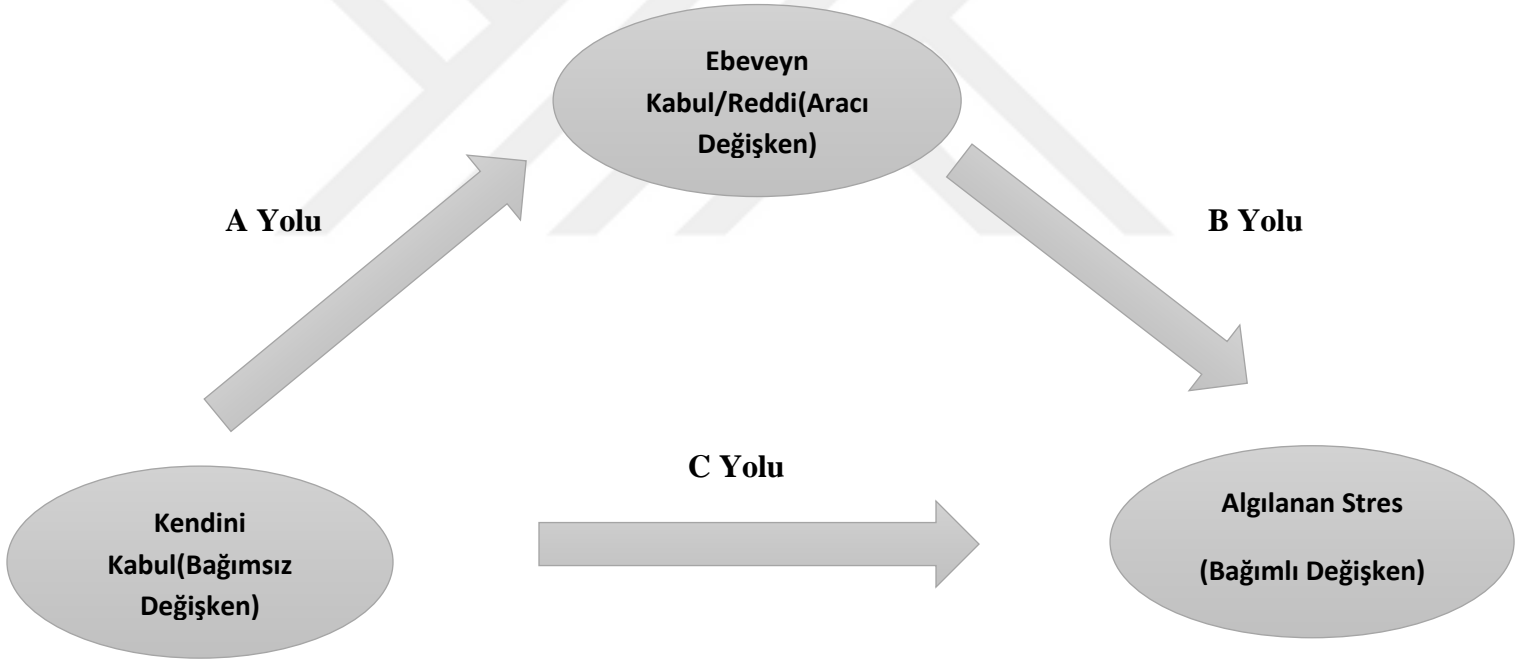 Ebeveyn
Kabul/Reddi(Aracı
Değişken)
A Yolu
B Yolu
C Yolu
Kendini
Kabul(Bağımsız
Değişken)
Algılanan Stres
(Bağımlı Değişken)